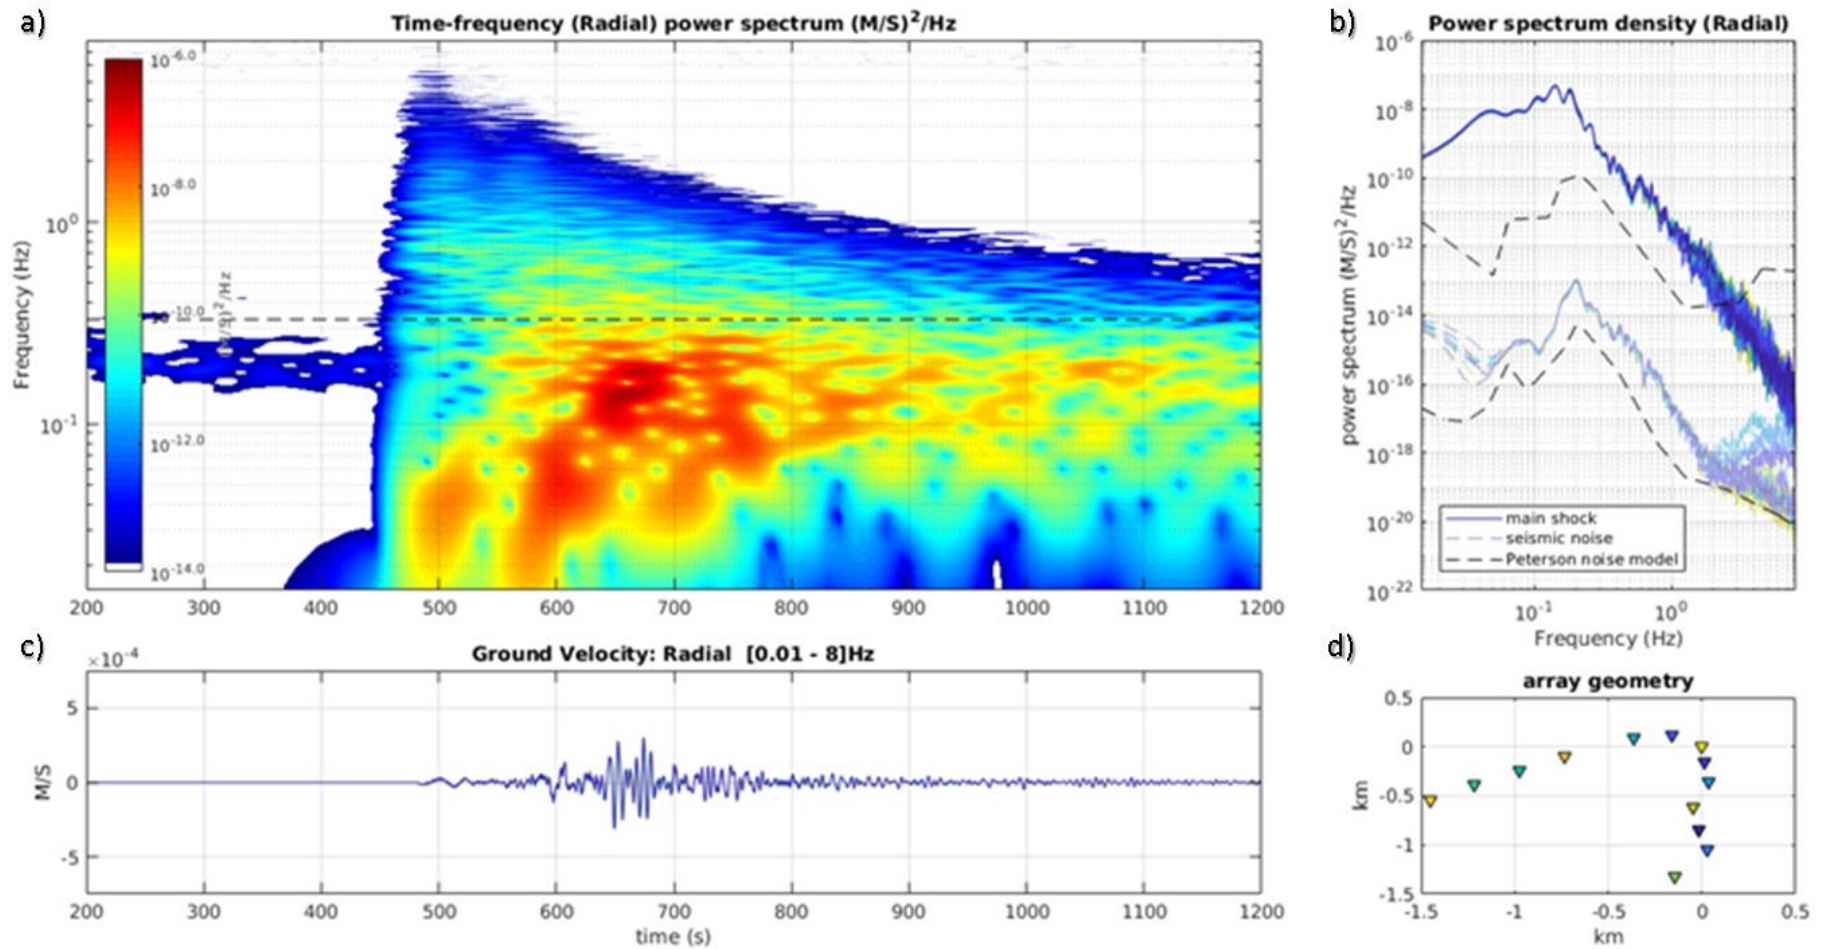 a)
Time-frequency (Radial) power spectrum (M/S)²/Hz
10^-6.0
10^-8.0
10^-10.0
10^-12.0
10^-14.0
/S)²/Hz
Frequency (Hz)
10^0
10^-1
200 300 400 500 600 700 800 900 1000 1100 1200
b)
Power spectrum density (Radial)
power spectrum (M/S)²/Hz
10^-6
10^-8
10^-10
10^-12
10^-14
10^-16
10^-18
10^-20
10^-22
main shock
seismic noise
Peterson noise model
10^-1 10^0
Frequency (Hz)
c)
×10^-4
Ground Velocity: Radial [0.01 - 8]Hz
M/S
5
0
-5
200 300 400 500 600 700 800 900 1000 1100 1200
time (s)
d)
array geometry
km
0.5
0
-0.5
-1
-1.5
-1.5 -1 -0.5 0 0.5
km